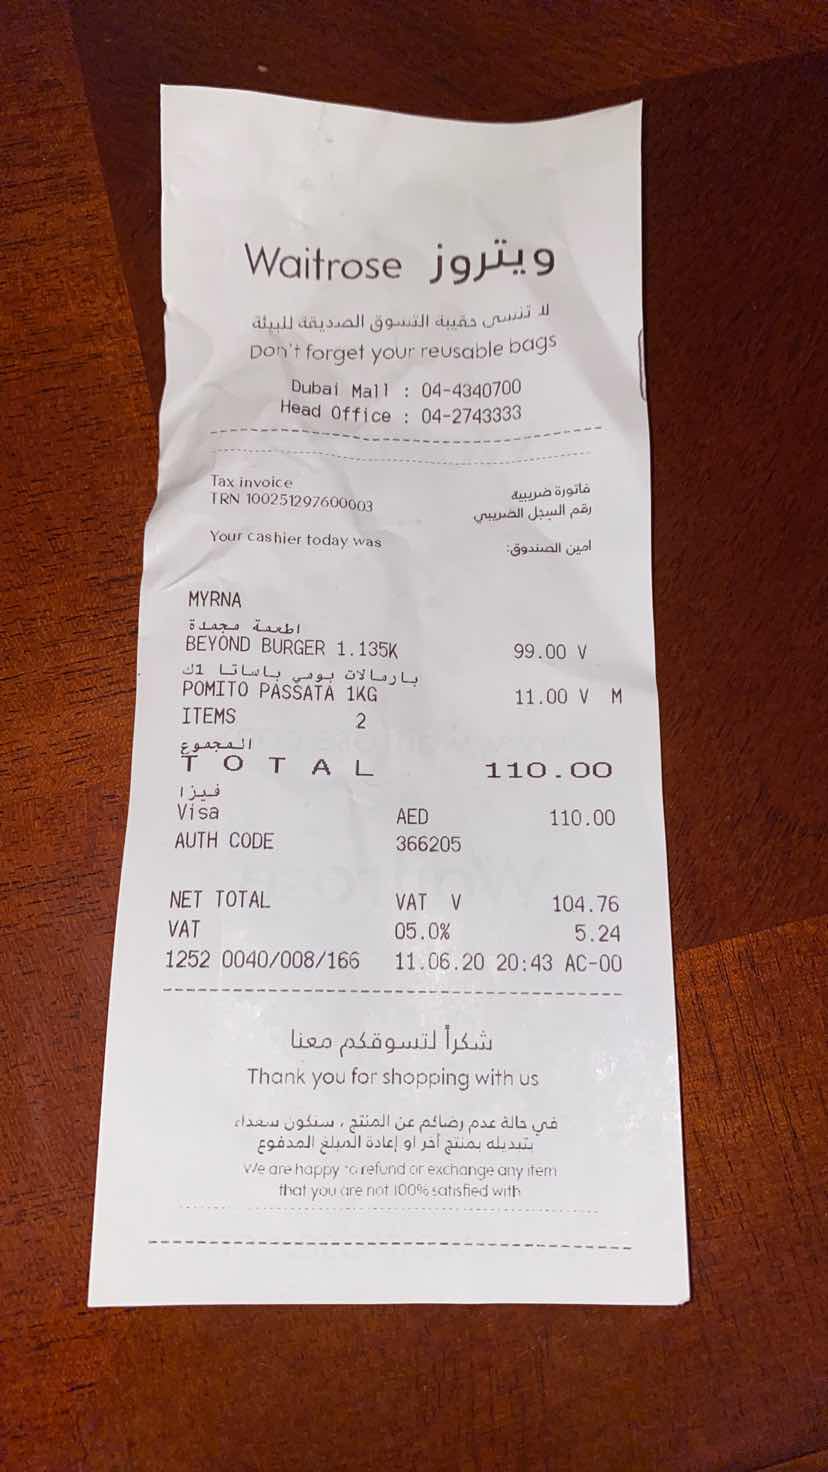 Waitrose ويتروز
لا تنسى حقيبة التسوق الصديقة للبيئة
Don't forget your reusable bags
Dubai Mall : 04-4340700
Head Office : 04-2743333
Tax invoice فاتورة ضريبية
TRN 100251297600003 رقم السجل الضريبي
Your cashier today was امين الصندوق:
MYRNA
اطعمة مجمدة
BEYOND BURGER 1.135K 99.00 V
بارمالات بومي باساتا 1ك
POMITO PASSATA 1KG 11.00 V M
ITEMS 2
المجموع
TOTAL 110.00
فيزا
Visa AED 110.00
AUTH CODE 366205
NET TOTAL VAT V 104.76
VAT 05.0% 5.24
1252 0040/008/166 11.06.20 20:43 AC-00
شكراً لتسوقكم معنا
Thank you for shopping with us
في حالة عدم رضاكم عن المنتج ، سنكون سعداء
بتبديله بمنتج أخر او إعادة المبلغ المدفوع
We are happy to refund or exchange any item
that you are not 100% satisfied with